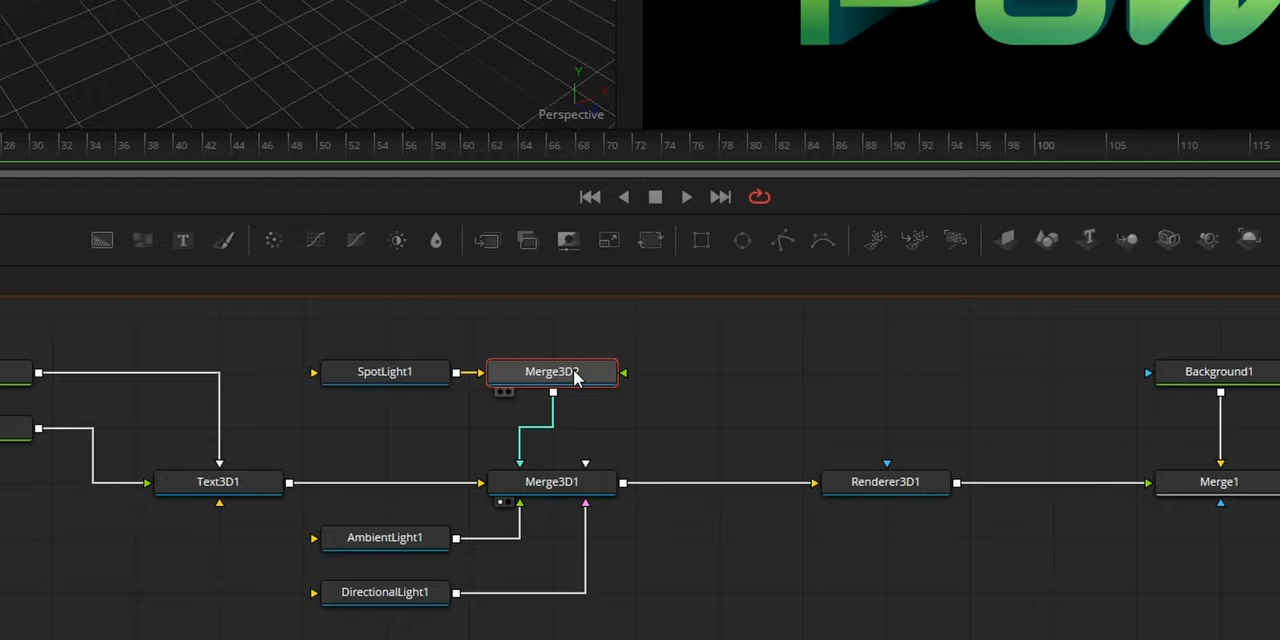 POW
Y
X
Perspective
28 30 32 34 36 38 40 42 44 46 48 50 52 54 56 58 60 62 64 66 68 70 72 74 76 78 80 82 84 86 88 90 92 94 96 98 100 105 110 115
T
T
SpotLight1
Merge3D2
Background1
Text3D1
Merge3D1
Renderer3D1
Merge1
AmbientLight1
DirectionalLight1